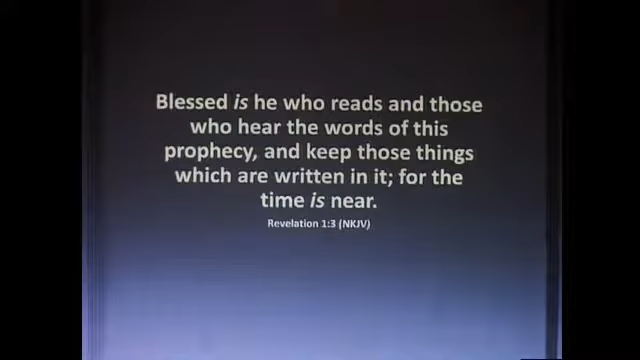 Blessed is he who reads and those
who hear the words of this
prophecy, and keep those things
which are written in it; for the
time is near.
Revelation 1:3 (NKJV)